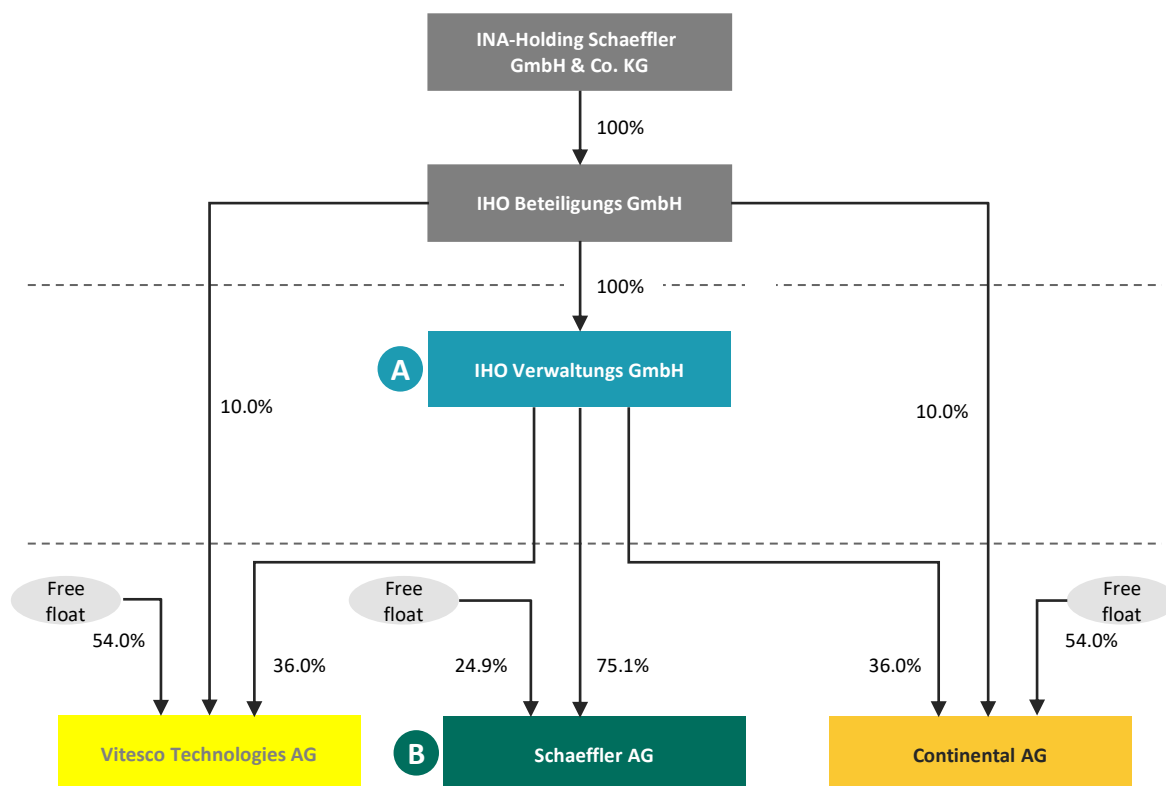 INA-Holding Schaeffler
GmbH & Co. KG
100%
IHO Beteiligungs GmbH
100%
A
IHO Verwaltungs GmbH
10.0%
10.0%
Free
float
Free
float
Free
float
54.0%
36.0%
24.9%
75.1%
36.0%
54.0%
Vitesco Technologies AG
B
Schaeffler AG
Continental AG